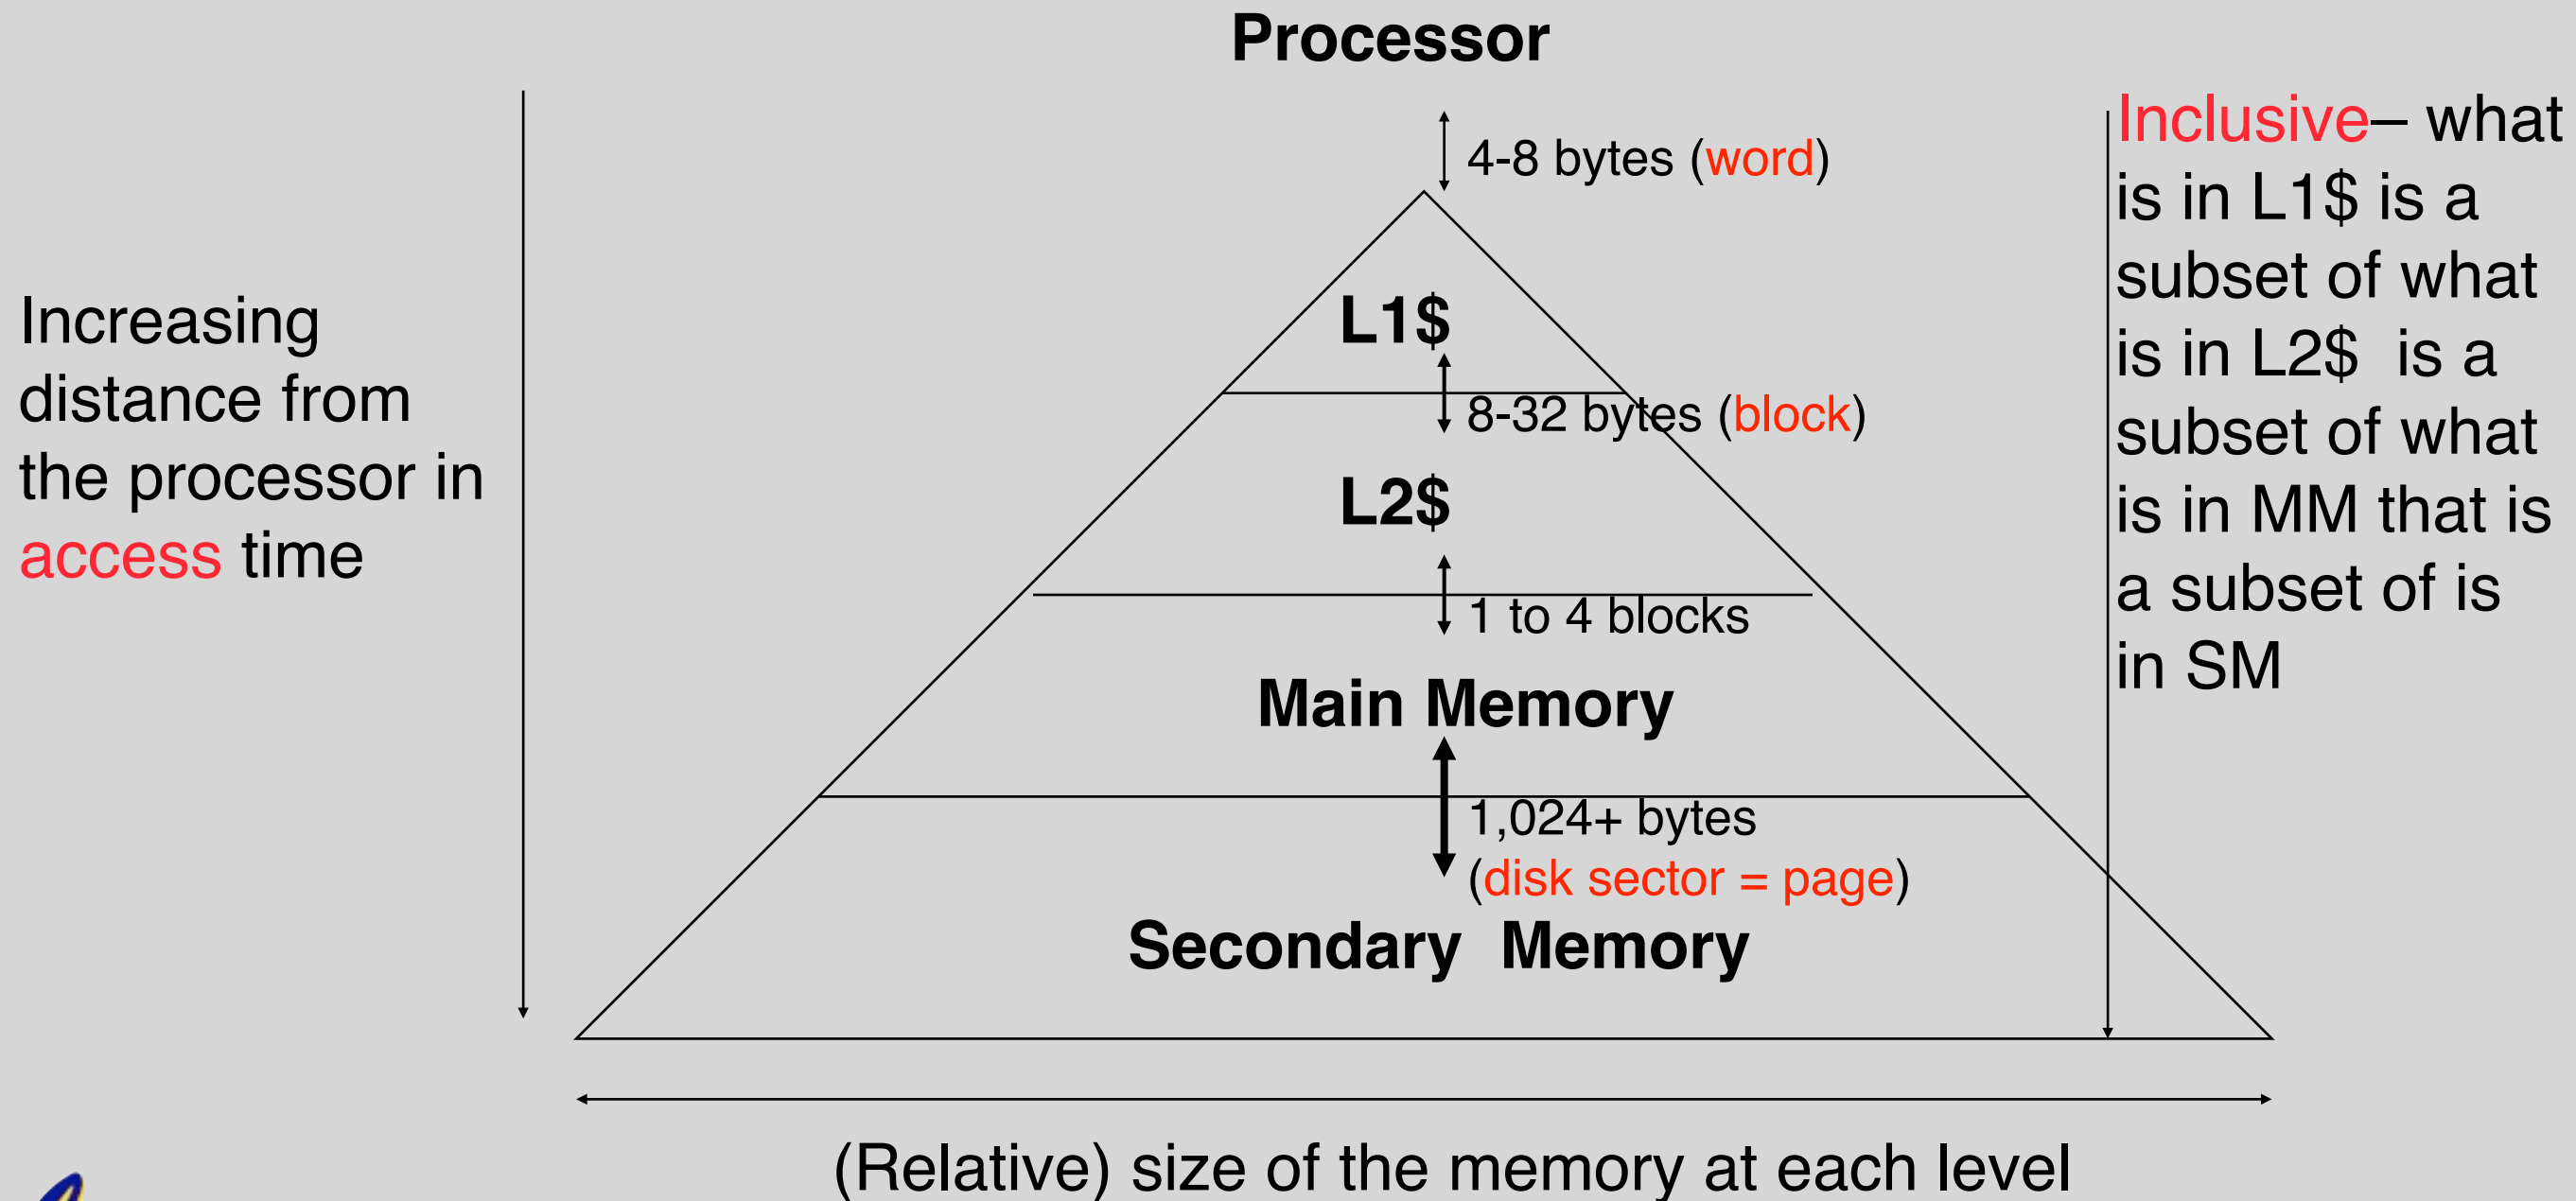 Processor
4-8 bytes (word)
Increasing
distance from
the processor in
access time
L1$
8-32 bytes (block)
L2$
1 to 4 blocks
Main Memory
1,024+ bytes
(disk sector = page)
Secondary Memory
Inclusive– what
is in L1$ is a
subset of what
is in L2$ is a
subset of what
is in MM that is
a subset of is
in SM
(Relative) size of the memory at each level